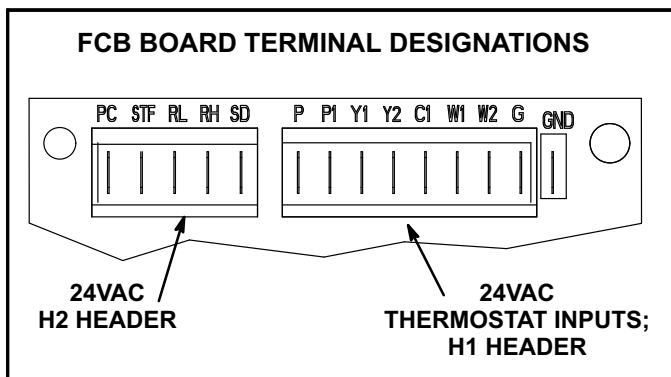 FCB BOARD TERMINAL DESIGNATIONS
PC STF RL RH SD P P1 Y1 Y2 C1 W1 W2 G GND
24VAC
H2 HEADER
24VAC
THERMOSTAT INPUTS;
H1 HEADER